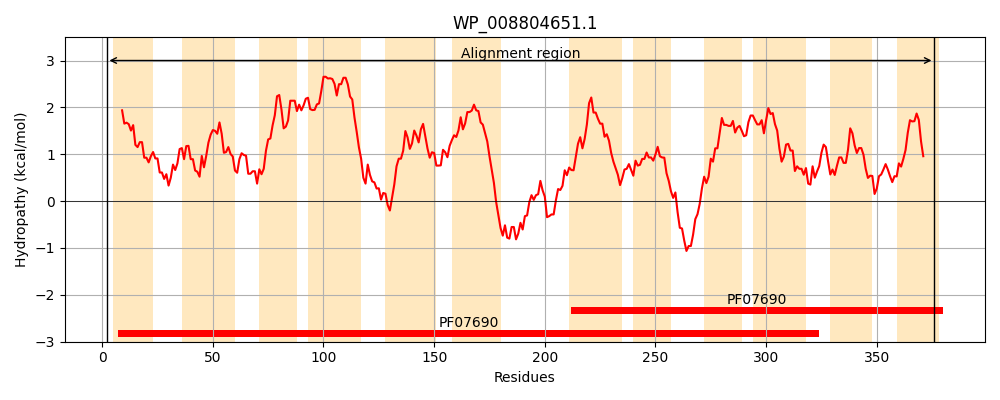 WP_008804651.1
Alignment region
Hydropathy (kcal/mol)
3
2
1
0
−1
−2
−3
PF07690
PF07690
0 50 100 150 200 250 300 350
Residues